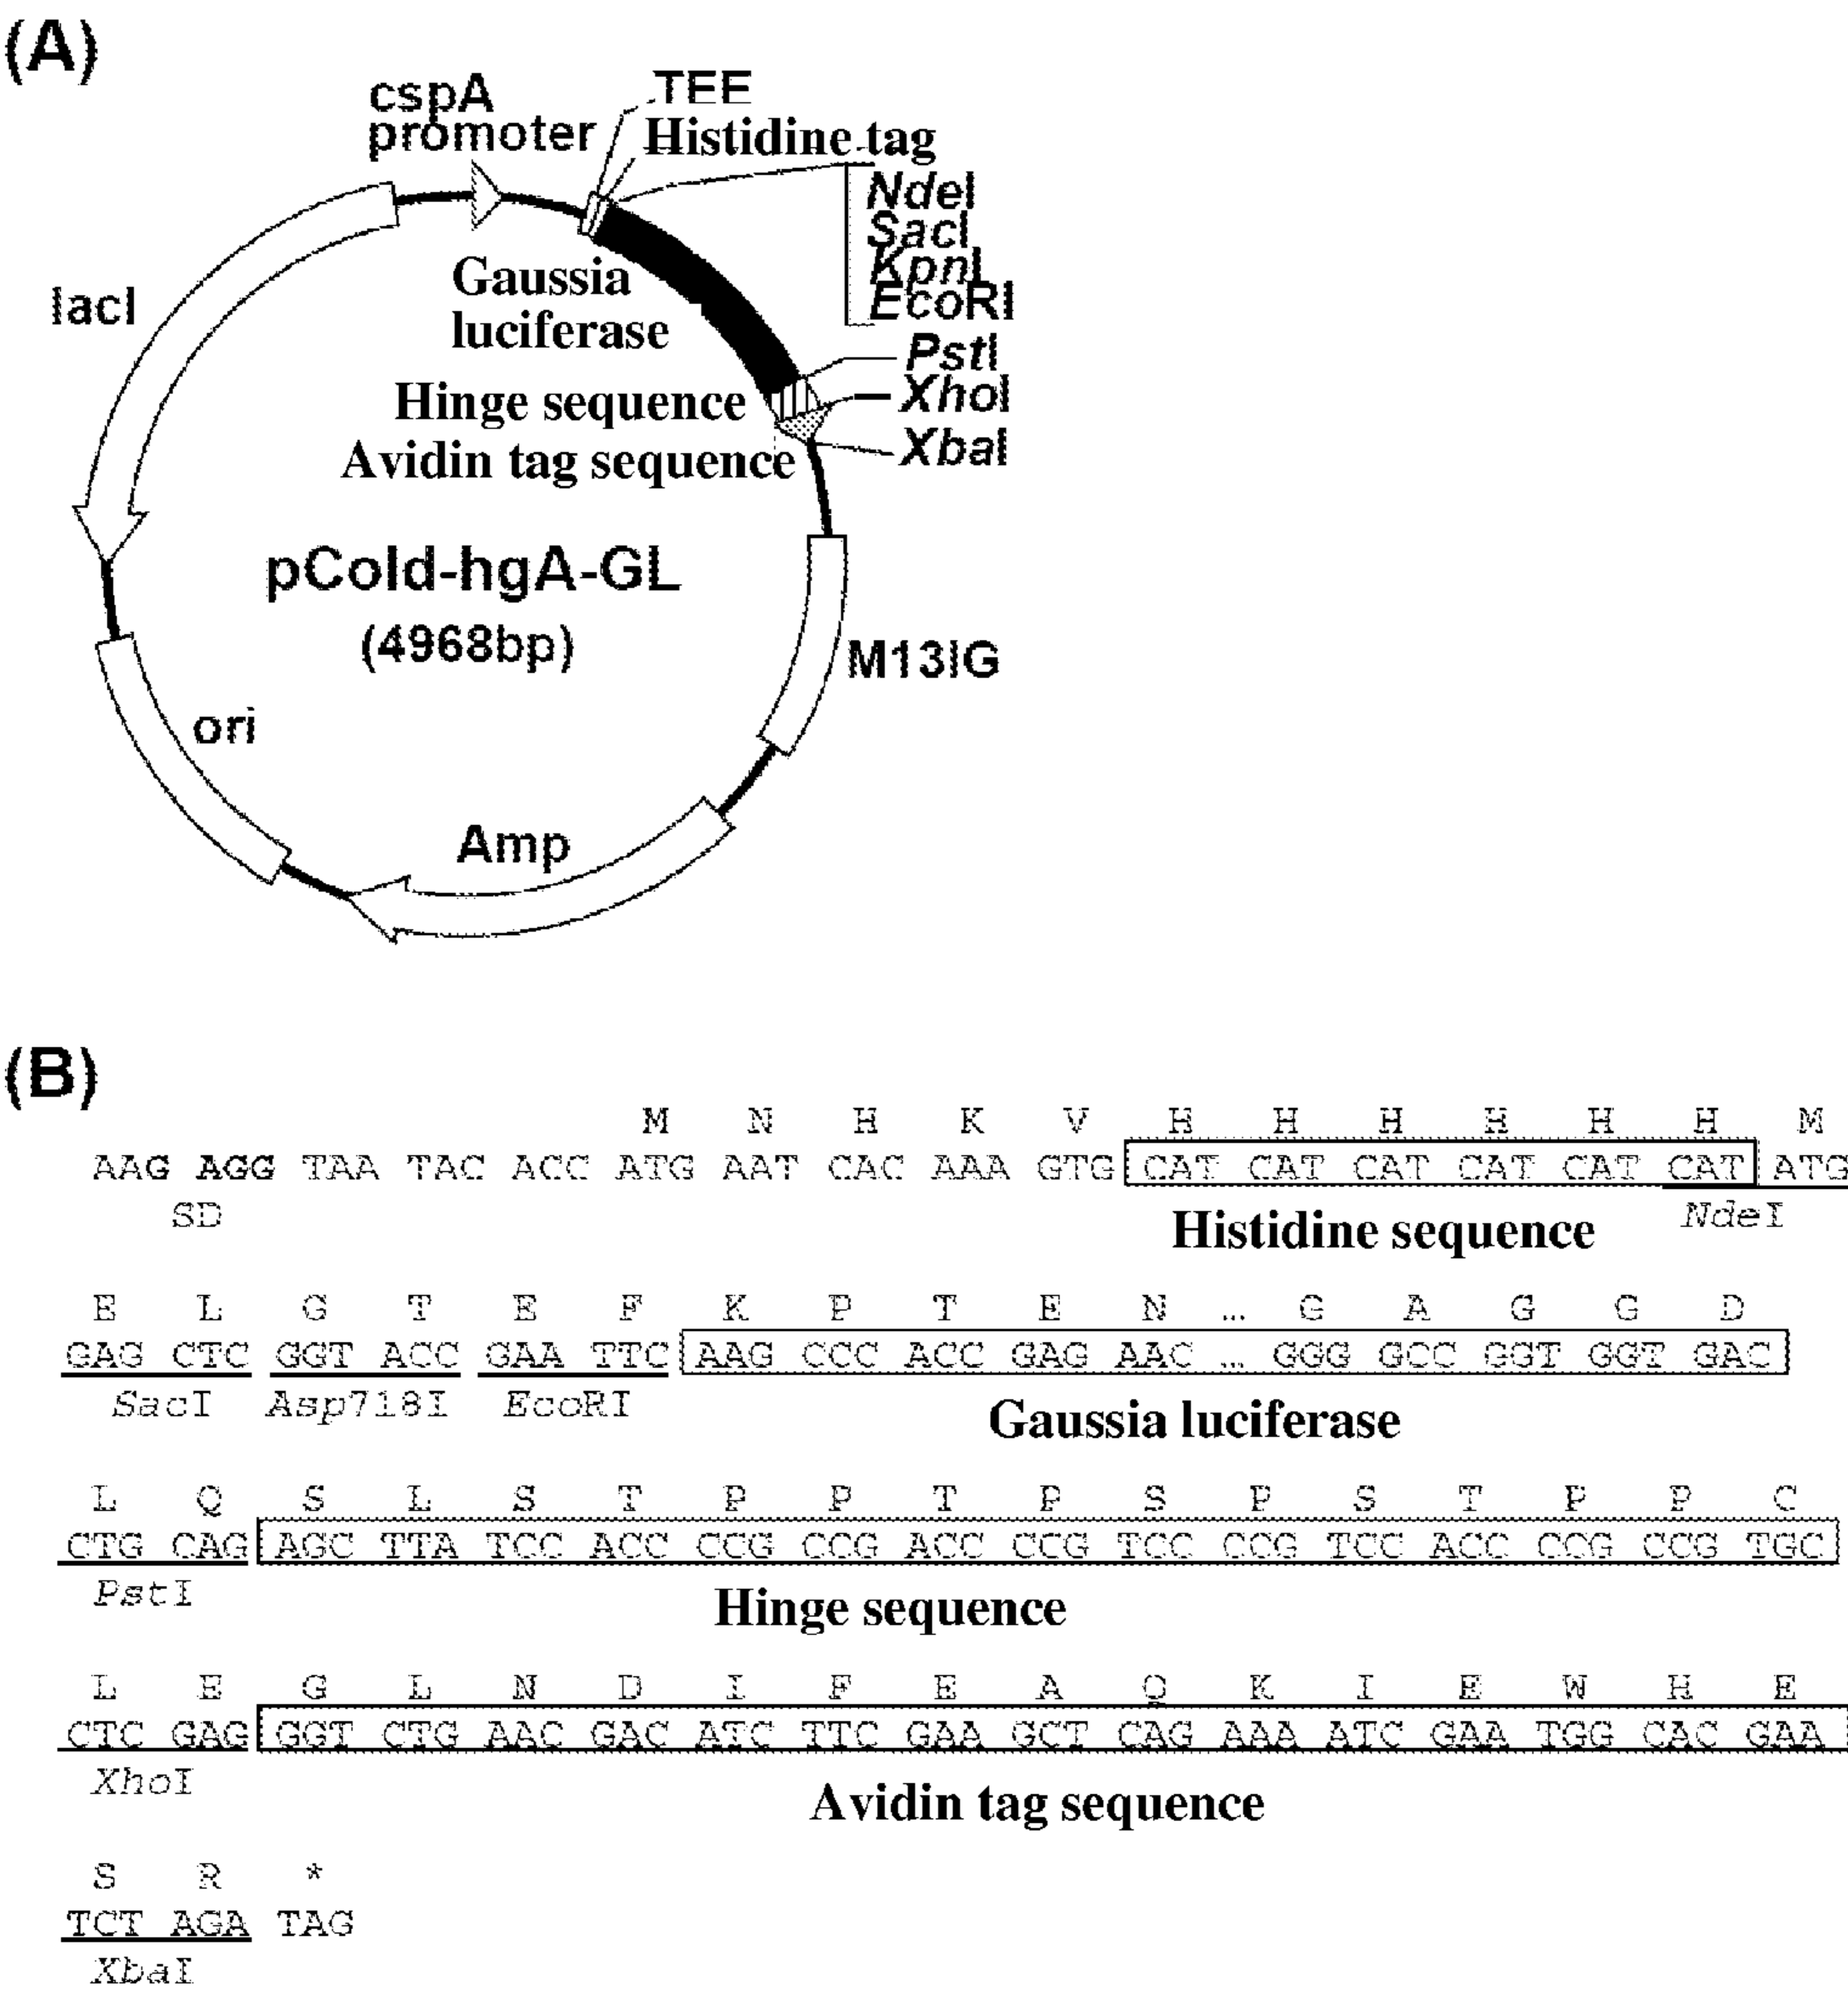 (A)
cspA
promoter
TEE
Histidine tag
NdeI
SacI
KpnI
EcoRI
PstI
XhoI
XbaI
lacI
Gaussia
luciferase
Hinge sequence
Avidin tag sequence
pCold-hgA-GL
(4968bp)
M13IG
ori
Amp
(B)
M N H K V H H H H H H M
AAG AGG TAA TAC ACC ATG AAT CAC AAA GTG CAT CAT CAT CAT CAT CAT ATG
SD
Histidine sequence
NdeI
E L G T E F K P T E N ... G A G G D
GAG CTC GGT ACC GAA TTC AAG CCC ACC GAG AAC ... GGG GCC GGT GGT GAC
SacI Asp718I EcoRI
Gaussia luciferase
L Q S L S T P P T P S P S T P P C
CTG CAG AGC TTA TCC ACC CCG CCG ACC CCG TCC CCG TCC ACC CCG CCG TGC
PstI
Hinge sequence
L E G L N D I F E A Q K I E W H E
CTC GAG GGT CTG AAC GAC ATC TTC GAA GCT CAG AAA ATC GAA TGG CAC GAA
XhoI
Avidin tag sequence
S R *
TCT AGA TAG
XbaI